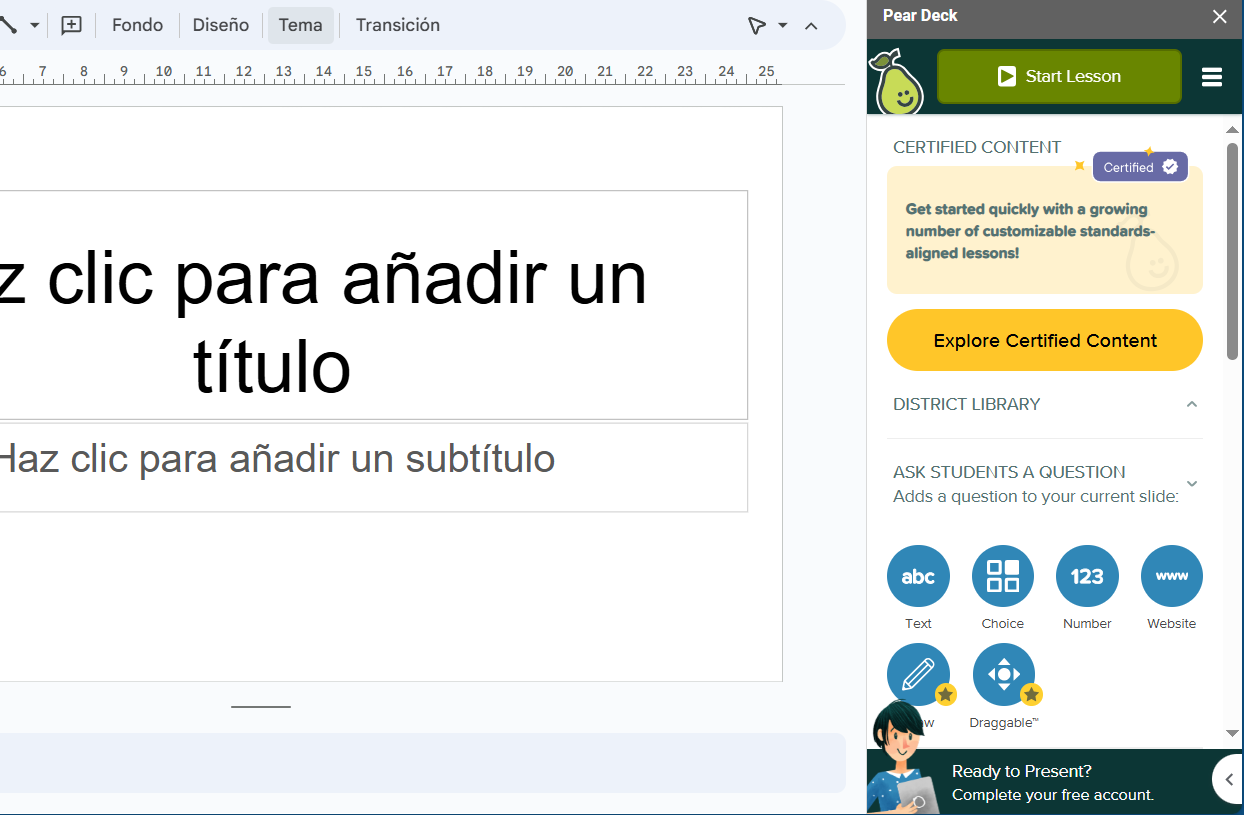 Fondo Diseño Tema Transición
6 7 8 9 10 11 12 13 14 15 16 17 18 19 20 21 22 23 24 25
z clic para añadir un
título
Haz clic para añadir un subtítulo
Pear Deck
Start Lesson
CERTIFIED CONTENT
Certified
Get started quickly with a growing
number of customizable standards-
aligned lessons!
Explore Certified Content
DISTRICT LIBRARY
ASK STUDENTS A QUESTION
Adds a question to your current slide:
abc 123 www
Text Choice Number Website
w Draggable™
Ready to Present?
Complete your free account.